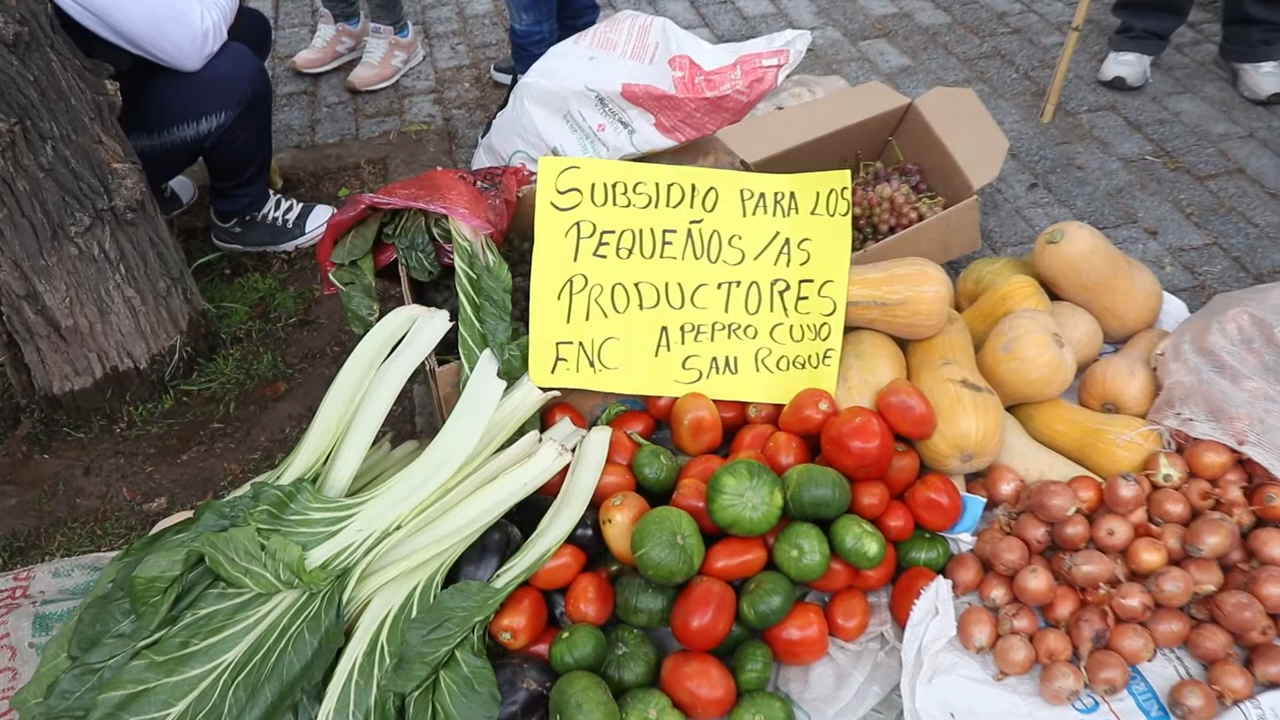 SUBSIDIO PARA LOS
PEQUEÑOS/AS
PRODUCTORES
F.N.C A.PEPRO CUYO
SAN ROQUE